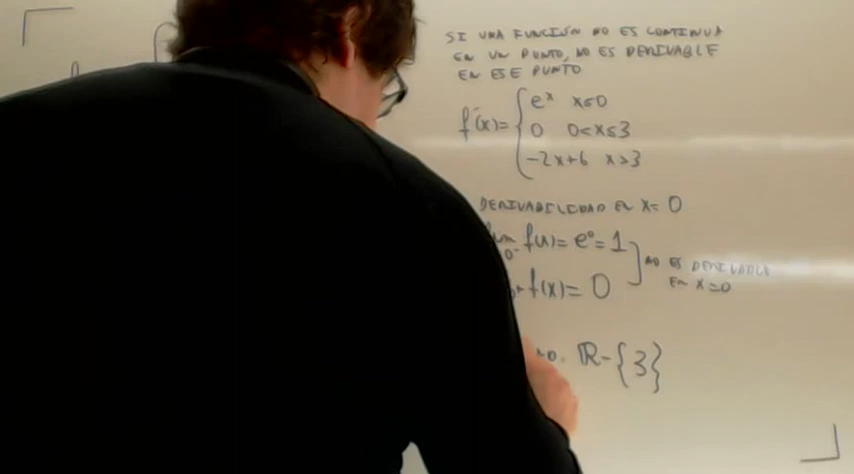 SI UNA FUNCIÓN NO ES CONTINUA
EN UN PUNTO, NO ES DERIVABLE
EN ESE PUNTO
f'(x)= { eˣ x≤0
0 0<x≤3
-2x+6 x>3
DERIVABILIDAD EN X=0
f(x)=e⁰=1
f(x)=0
NO ES DERIVABLE
EN X=0
ℝ-{3}